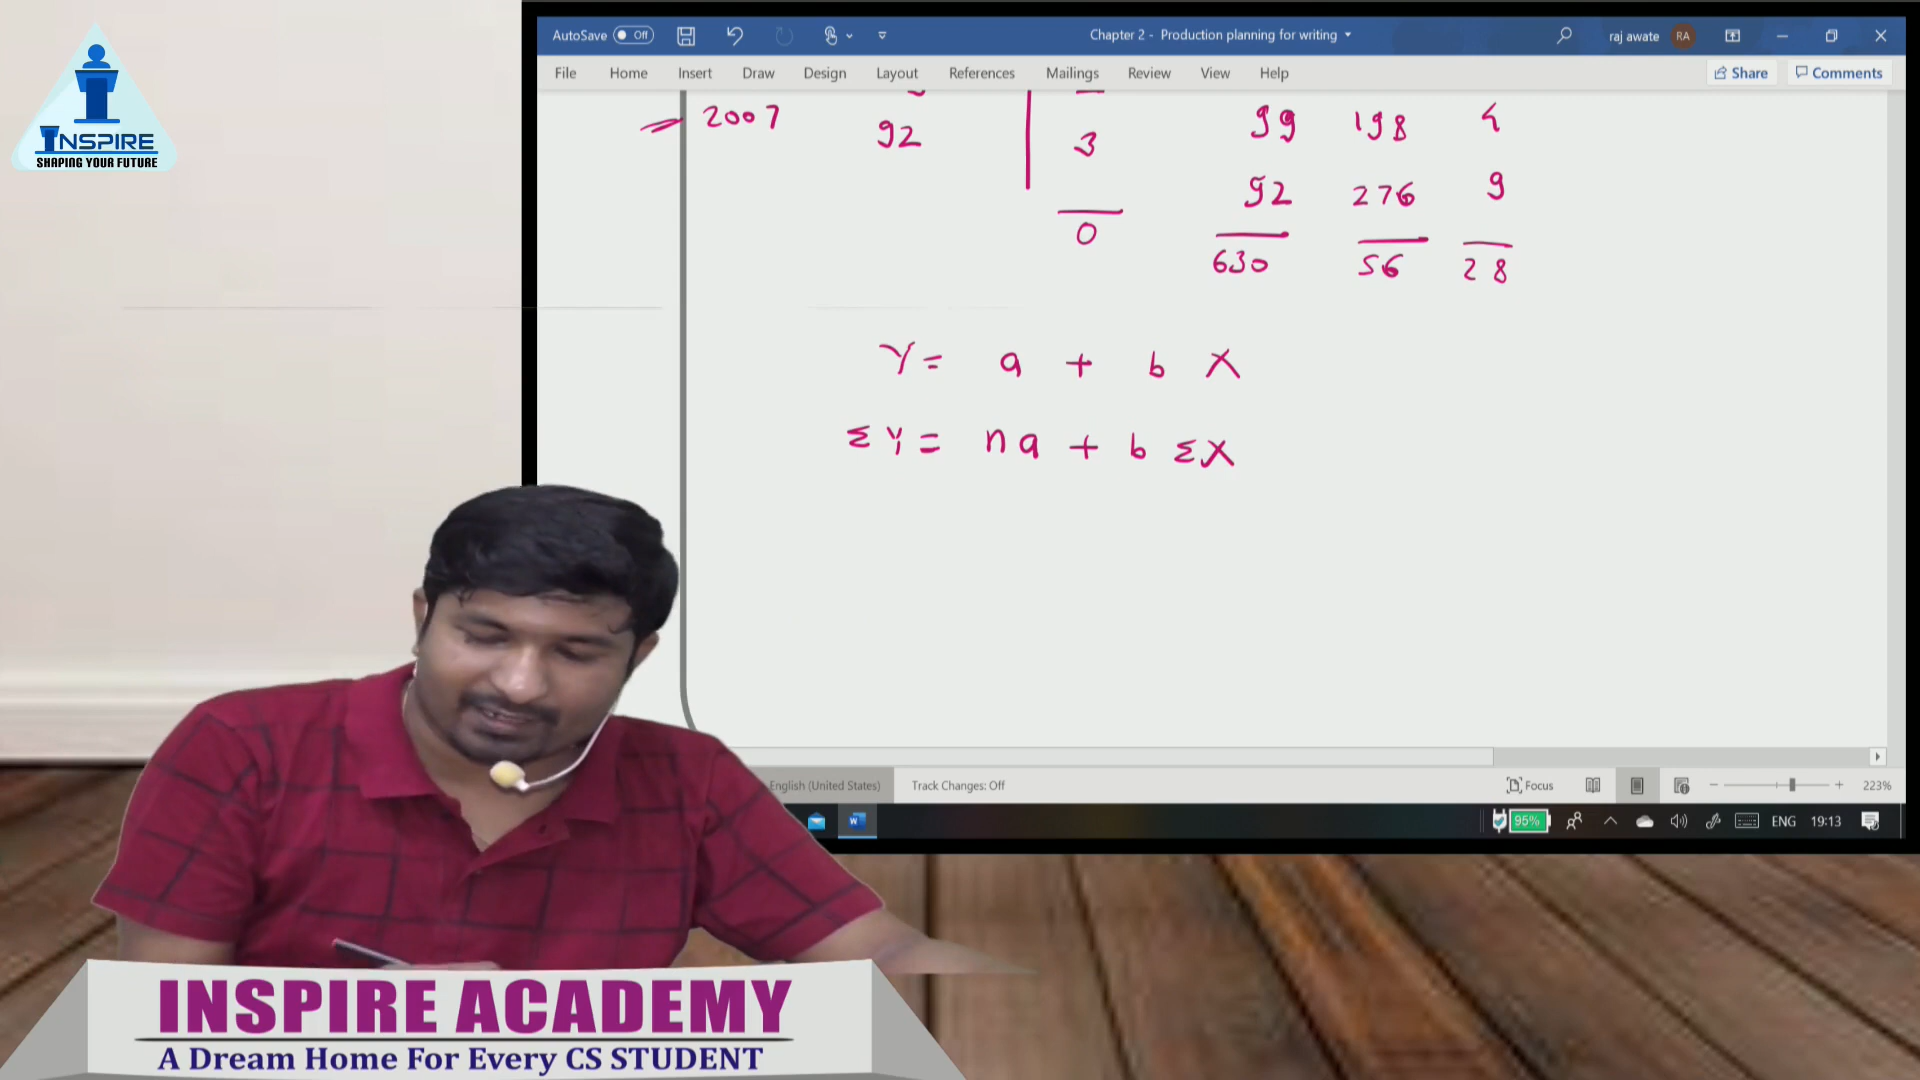 INSPIRE
SHAPING YOUR FUTURE
AutoSave Off
Chapter 2 - Production planning for writing
raj awate RA
File Home Insert Draw Design Layout References Mailings Review View Help
Share Comments
2007 92 3 99 198 4
92 276 9
0 630 56 28
Y = a + b X
Σ Y = n a + b Σ X
English (United States) Track Changes: Off
Focus 223%
95% ENG 19:13
INSPIRE ACADEMY
A Dream Home For Every CS STUDENT